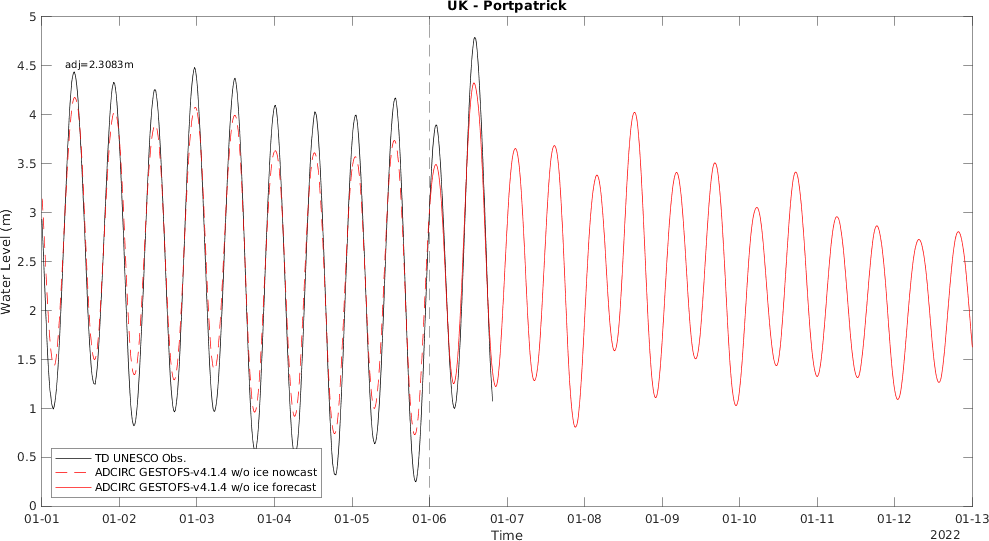 UK - Portpatrick
adj=2.3083m
5
4.5
4
3.5
3
2.5
2
1.5
1
0.5
0
Water Level (m)
TD UNESCO Obs.
ADCIRC GESTOFS-v4.1.4 w/o ice nowcast
ADCIRC GESTOFS-v4.1.4 w/o ice forecast
01-01 01-02 01-03 01-04 01-05 01-06 01-07 01-08 01-09 01-10 01-11 01-12 01-13
Time
2022